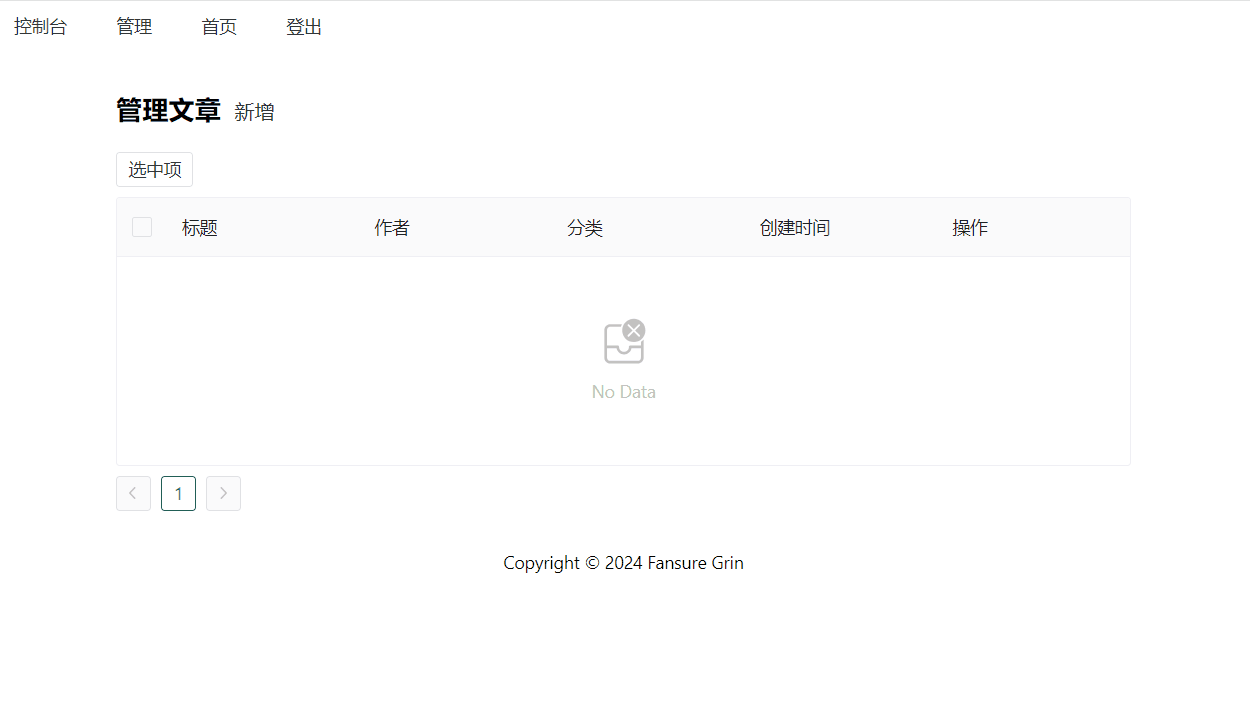 控制台 管理 首页 登出
管理文章 新增
选中项
标题 作者 分类 创建时间 操作
No Data
1
Copyright © 2024 Fansure Grin